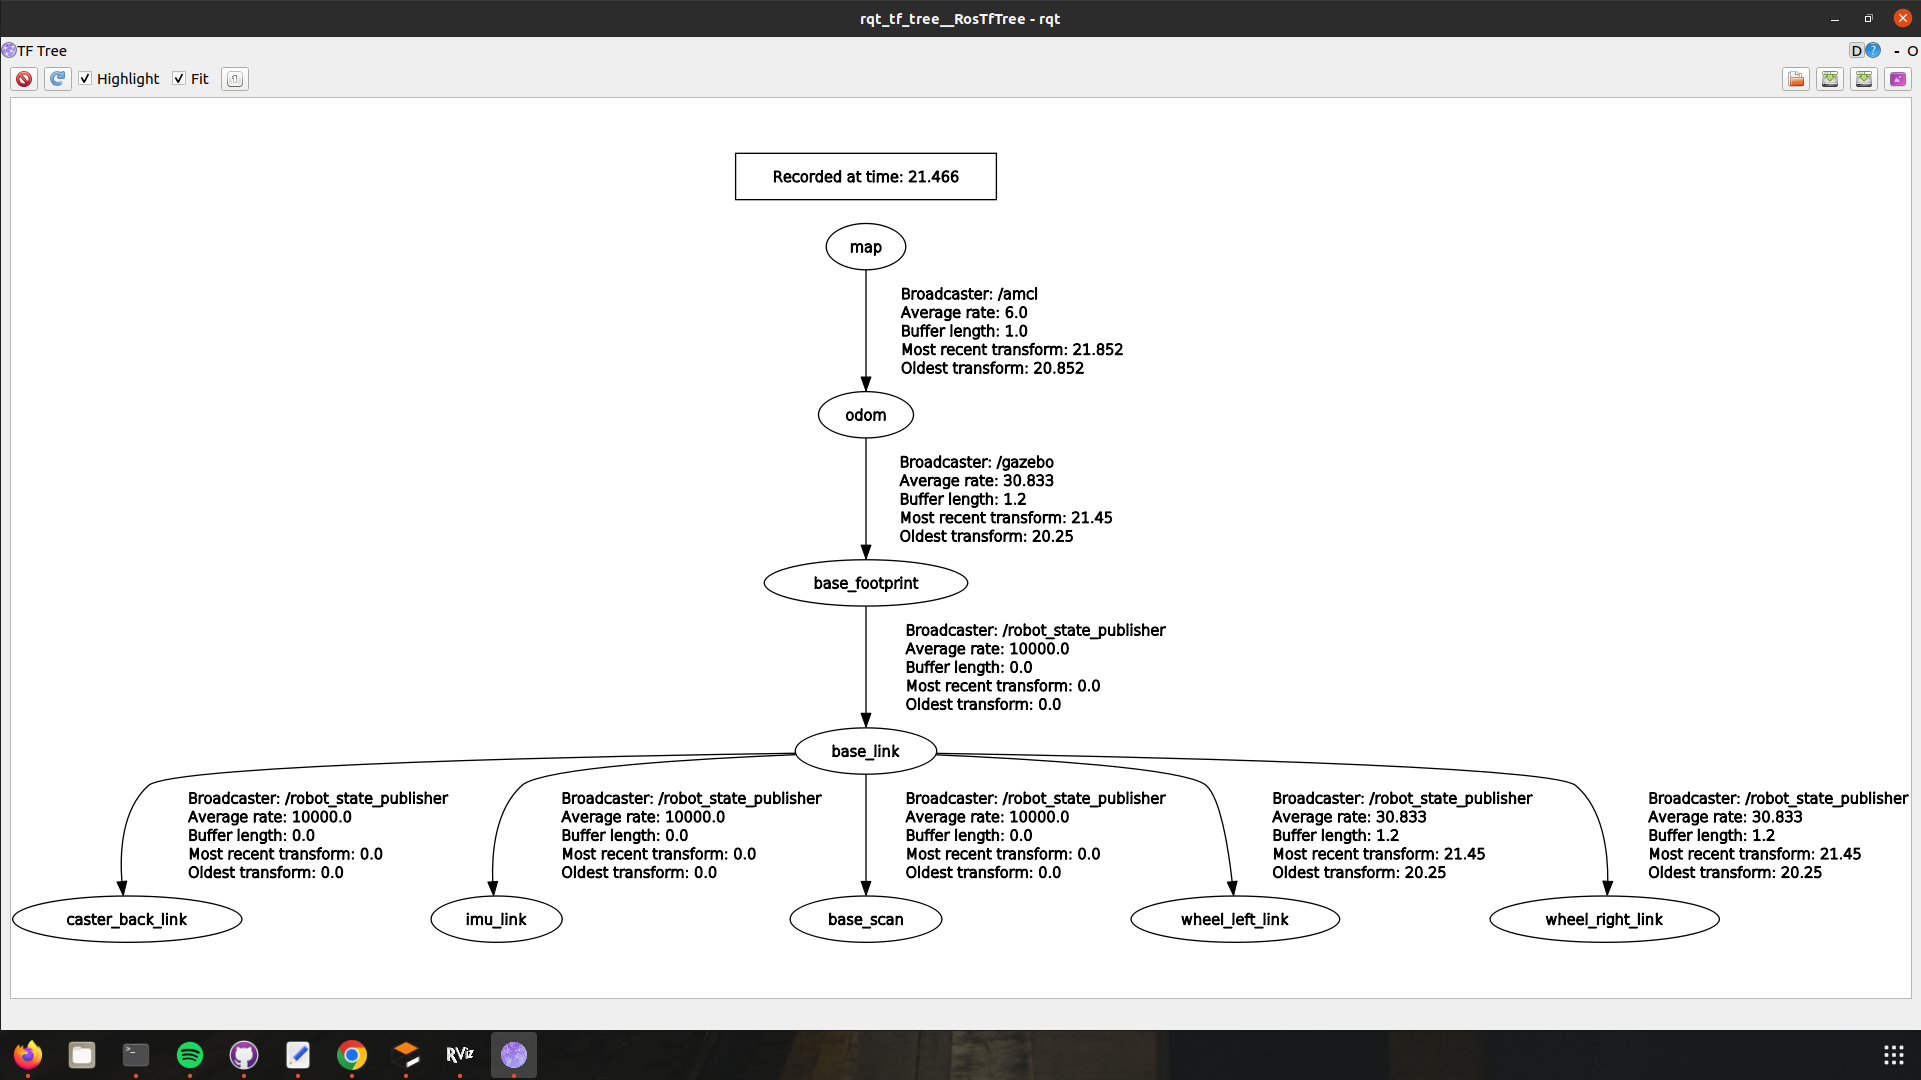 rqt_tf_tree__RosTfTree - rqt
TF Tree
D ? - O
Highlight Fit 1
Recorded at time: 21.466
map
Broadcaster: /amcl
Average rate: 6.0
Buffer length: 1.0
Most recent transform: 21.852
Oldest transform: 20.852
odom
Broadcaster: /gazebo
Average rate: 30.833
Buffer length: 1.2
Most recent transform: 21.45
Oldest transform: 20.25
base_footprint
Broadcaster: /robot_state_publisher
Average rate: 10000.0
Buffer length: 0.0
Most recent transform: 0.0
Oldest transform: 0.0
base_link
Broadcaster: /robot_state_publisher
Average rate: 10000.0
Buffer length: 0.0
Most recent transform: 0.0
Oldest transform: 0.0
caster_back_link
Broadcaster: /robot_state_publisher
Average rate: 10000.0
Buffer length: 0.0
Most recent transform: 0.0
Oldest transform: 0.0
imu_link
Broadcaster: /robot_state_publisher
Average rate: 10000.0
Buffer length: 0.0
Most recent transform: 0.0
Oldest transform: 0.0
base_scan
Broadcaster: /robot_state_publisher
Average rate: 30.833
Buffer length: 1.2
Most recent transform: 21.45
Oldest transform: 20.25
wheel_left_link
Broadcaster: /robot_state_publisher
Average rate: 30.833
Buffer length: 1.2
Most recent transform: 21.45
Oldest transform: 20.25
wheel_right_link
RViz